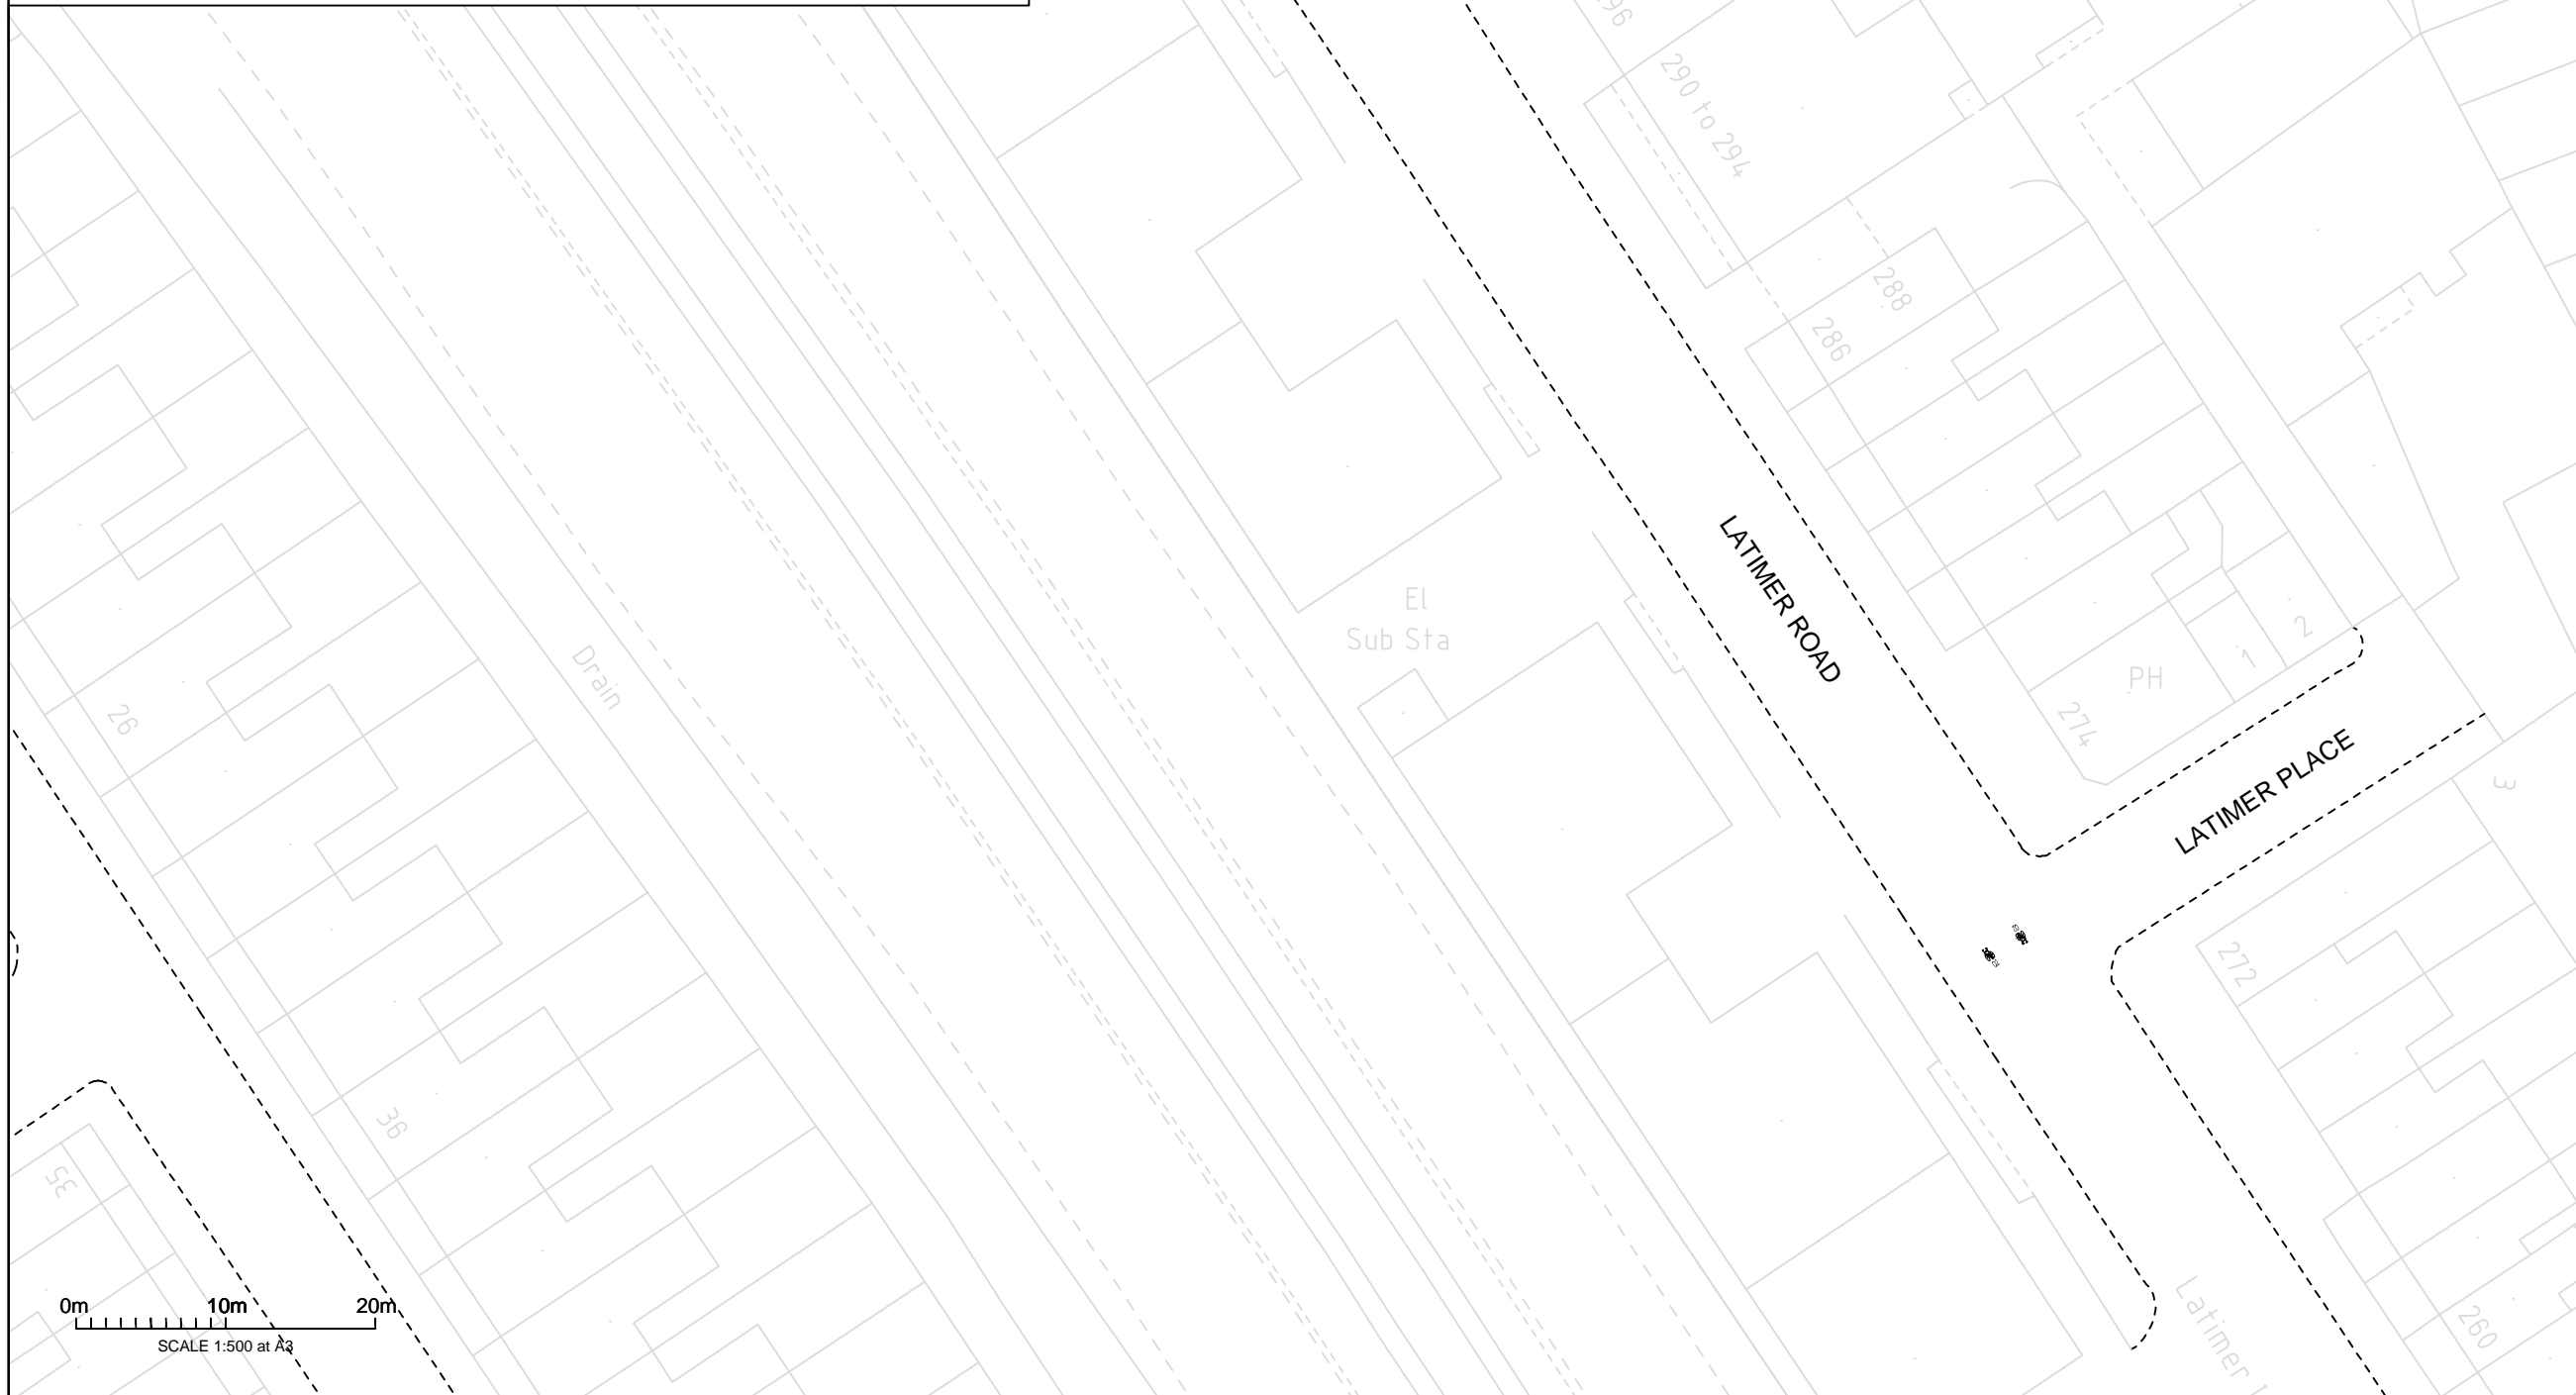 290 to 294
288
286
LATIMER ROAD
El
Sub Sta
Drain
26
2
1
PH
274
LATIMER PLACE
3
272
36
35
0m 10m 20m
SCALE 1:500 at A3
Latimer
260